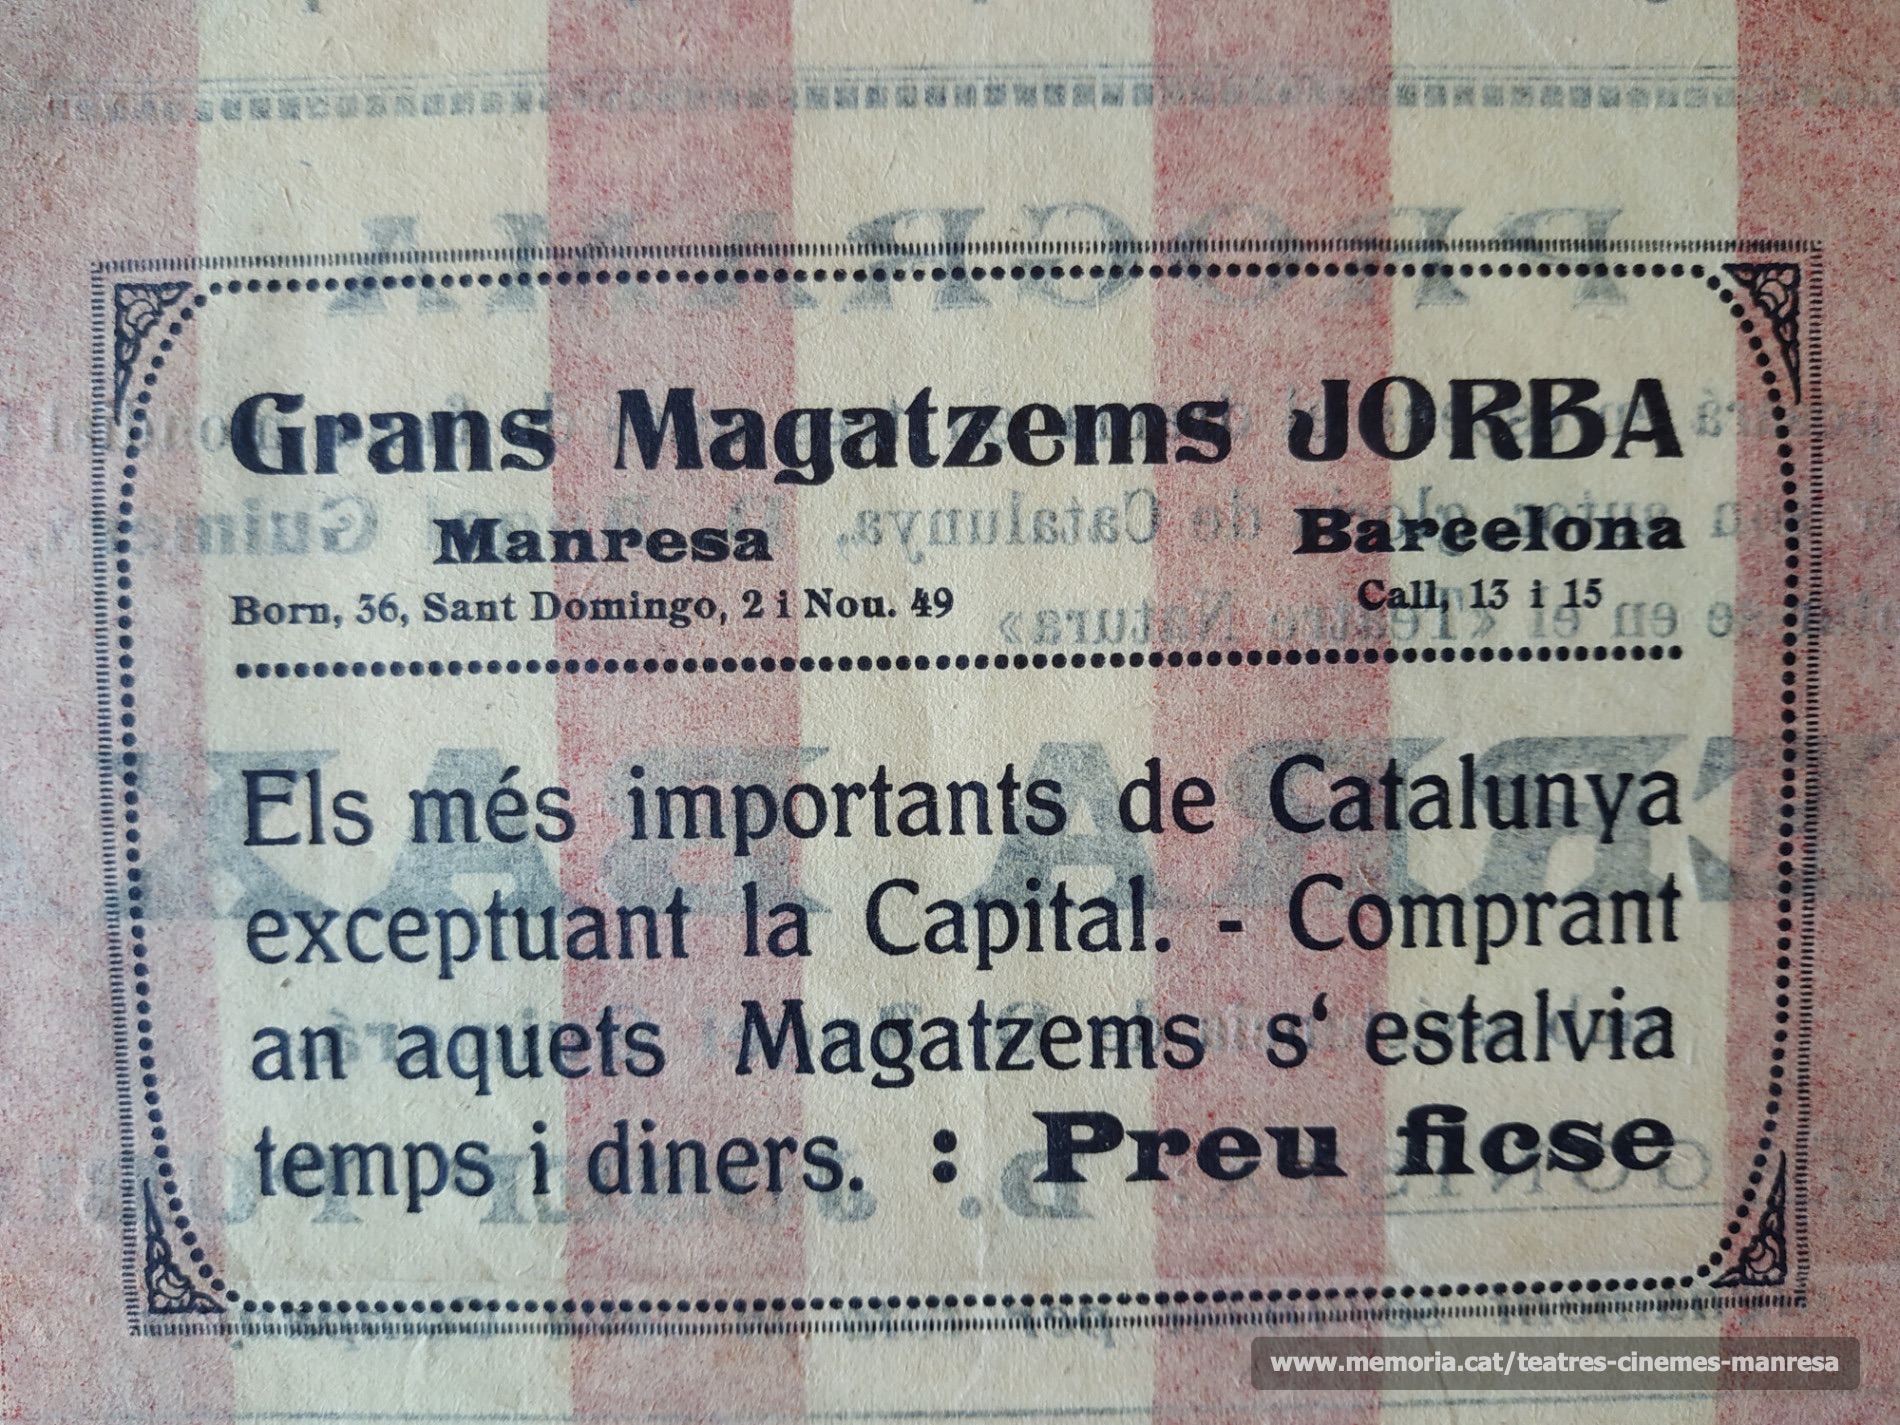 Grans Magatzems JORBA
Manresa Barcelona
Born, 36, Sant Domingo, 2 i Nou. 49 Call, 13 i 15
Els més importants de Catalunya
exceptuant la Capital. - Comprant
an aquets Magatzems s‘ estalvia
temps i diners. : Preu ficse
www.memoria.cat/teatres-cinemes-manresa